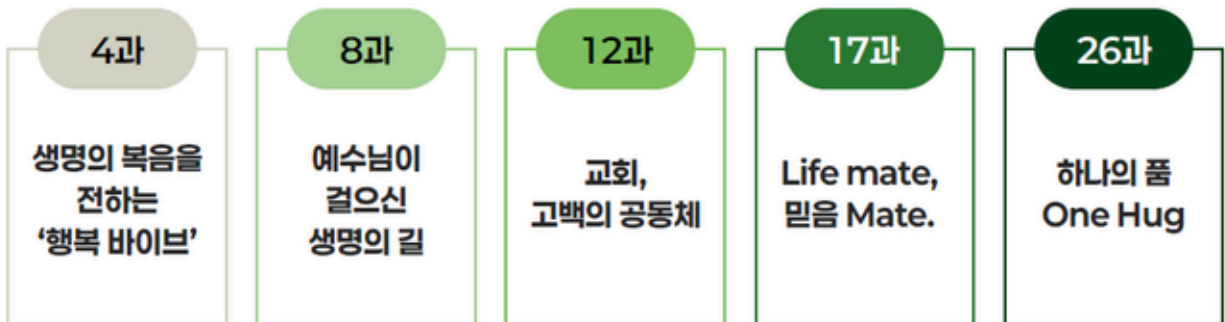 4과
생명의 복음을
전하는
‘행복 바이브’
8과
예수님이
걸으신
생명의 길
12과
교회,
고백의 공동체
17과
Life mate,
믿음 Mate.
26과
하나의 품
One Hug